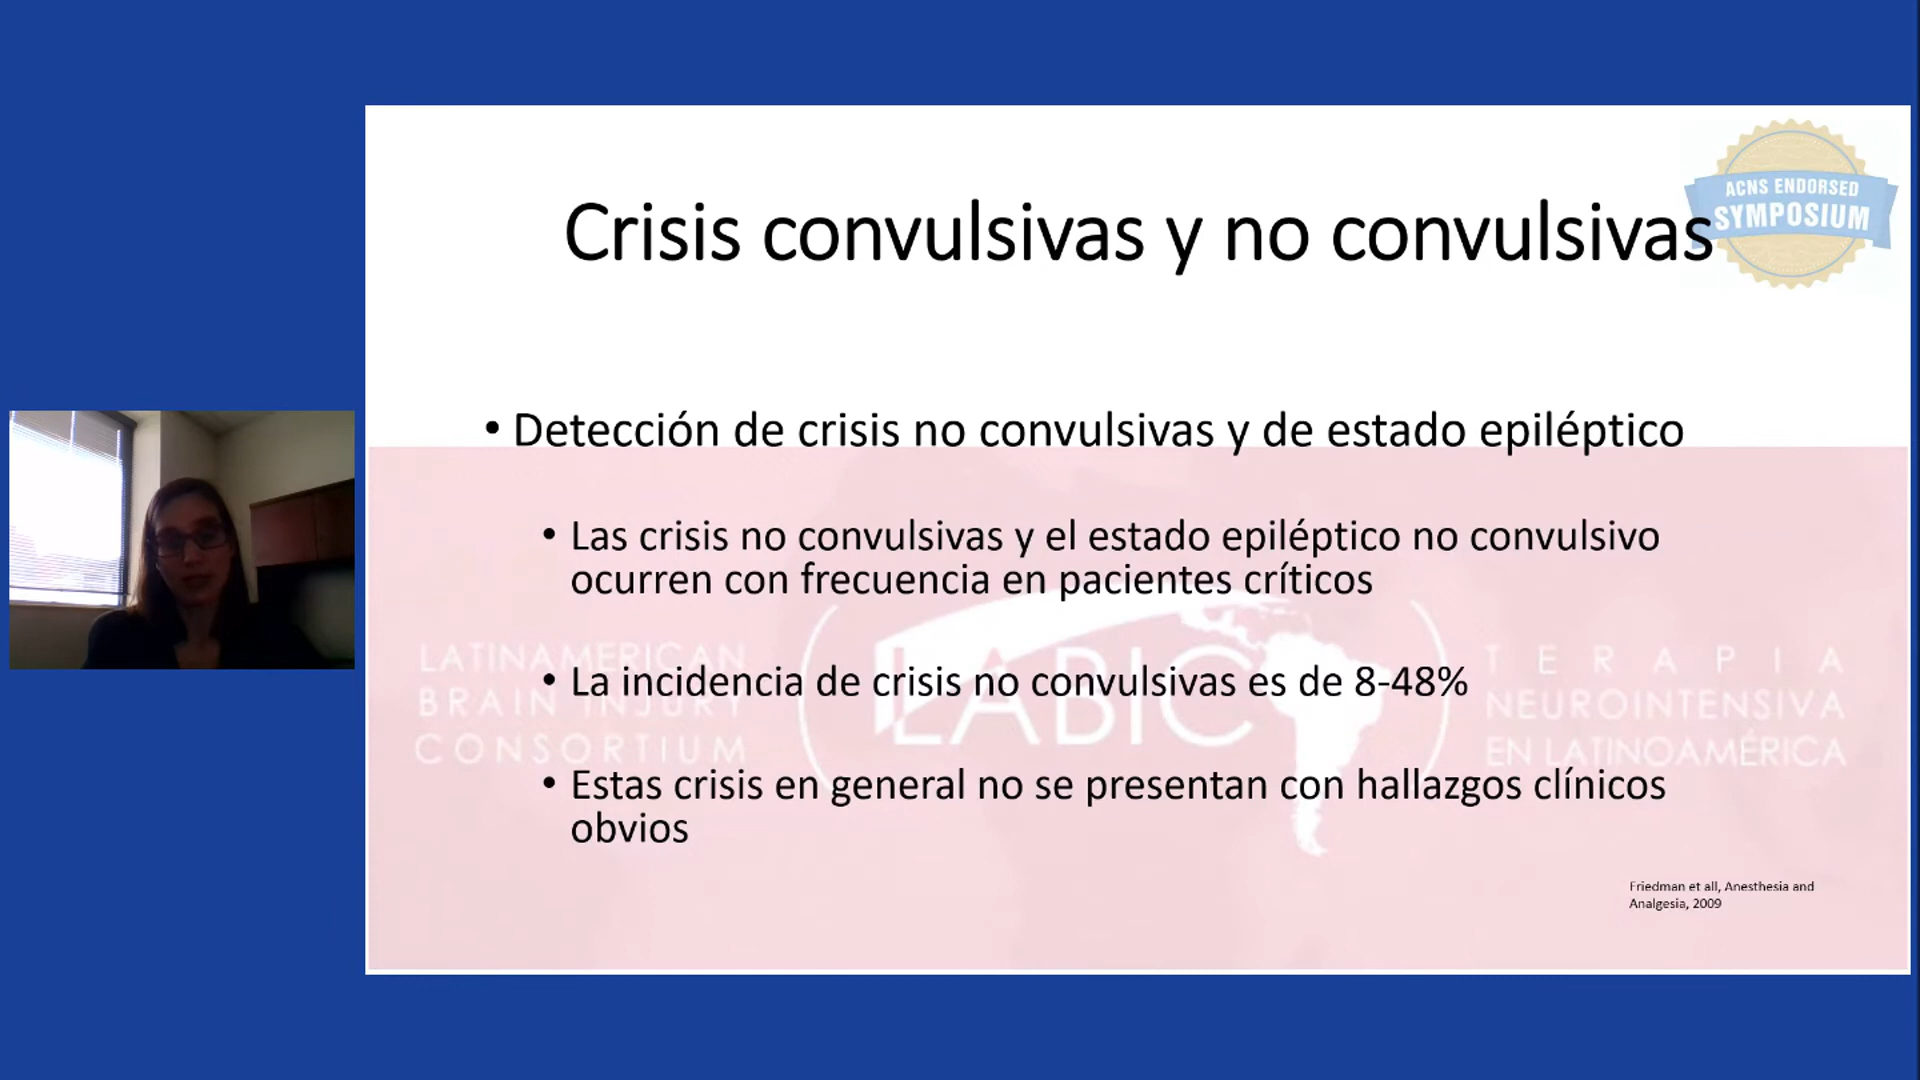 ACNS ENDORSED
SYMPOSIUM
Crisis convulsivas y no convulsivas
• Detección de crisis no convulsivas y de estado epiléptico
• Las crisis no convulsivas y el estado epiléptico no convulsivo
ocurren con frecuencia en pacientes críticos
• La incidencia de crisis no convulsivas es de 8-48%
• Estas crisis en general no se presentan con hallazgos clínicos
obvios
LATINAMERICAN
BRAIN INJURY
CONSORTIUM
LABIC
TERAPIA
NEUROINTENSIVA
EN LATINOAMÉRICA
Friedman et all, Anesthesia and
Analgesia, 2009